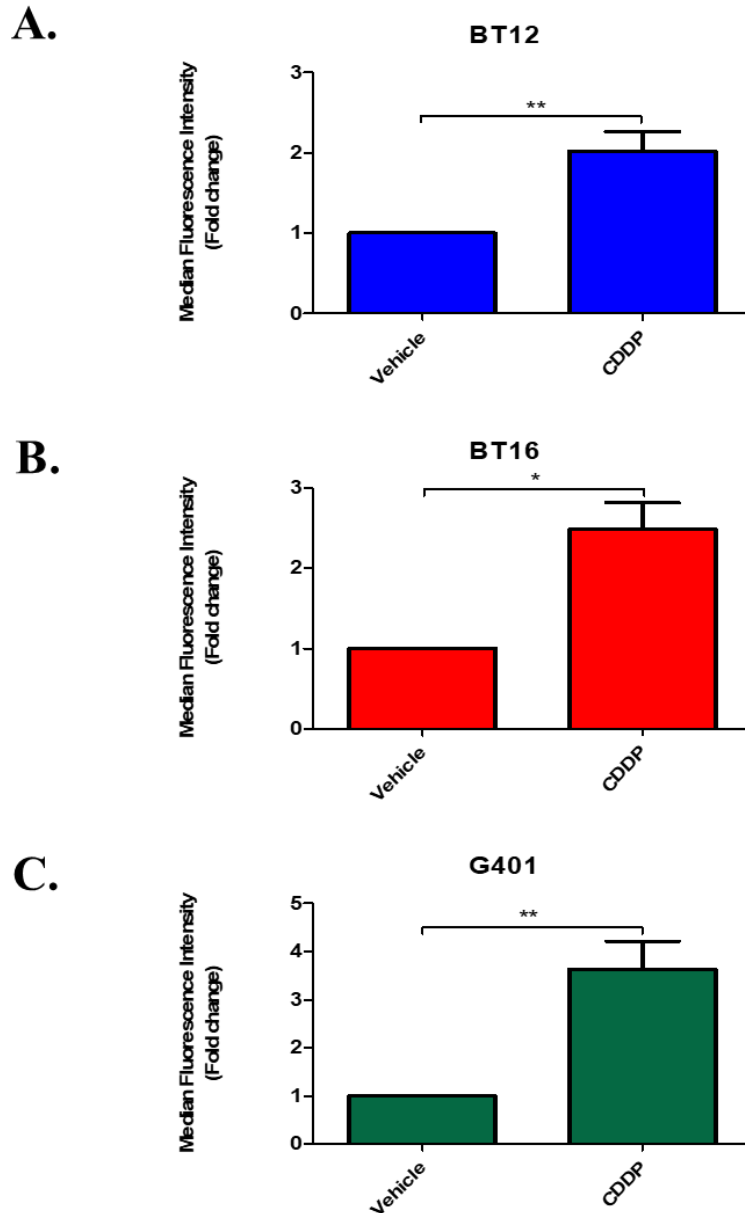 A.
BT12
Median Fluorescence Intensity
(Fold change)
3
2
1
0
**
Vehicle
CDDP
B.
BT16
Median Fluorescence Intensity
(Fold change)
3
2
1
0
*
Vehicle
CDDP
C.
G401
Median Fluorescence Intensity
(Fold change)
5
4
3
2
1
0
**
Vehicle
CDDP